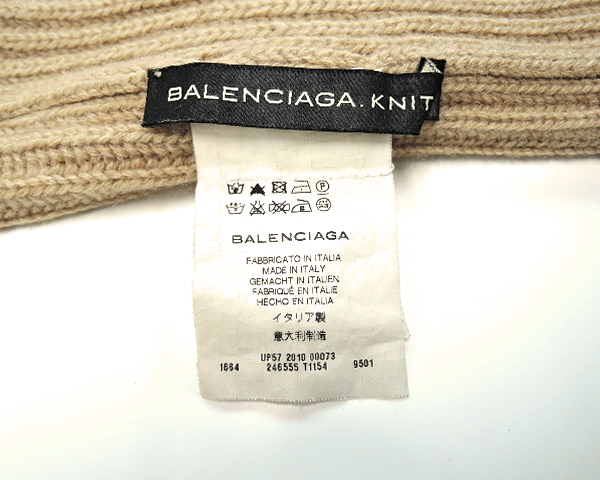 BALENCIAGA.KNIT
BALENCIAGA
FABBRICATO IN ITALIA
MADE IN ITALY
GEMACHT IN ITALIEN
FABRIQUÉ EN ITALIE
HECHO EN ITALIA
イタリア製
意大利制造
UP57 2010 00073
1664 246555 T1154 9501